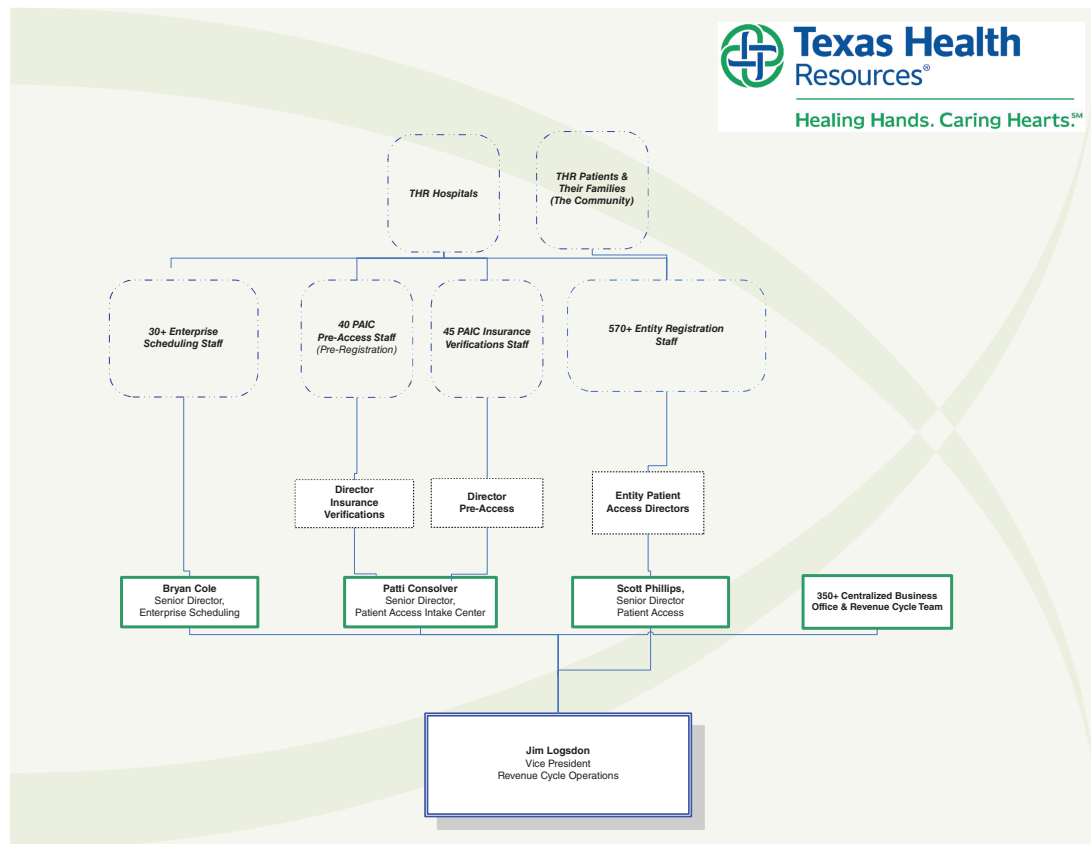 Texas Health
Resources®
Healing Hands. Caring Hearts.℠
THR Hospitals
THR Patients &
Their Families
(The Community)
30+ Enterprise
Scheduling Staff
40 PAIC
Pre-Access Staff
(Pre-Registration)
45 PAIC Insurance
Verifications Staff
570+ Entity Registration
Staff
Director
Insurance
Verifications
Director
Pre-Access
Entity Patient
Access Directors
Bryan Cole
Senior Director,
Enterprise Scheduling
Patti Consolver
Senior Director,
Patient Access Intake Center
Scott Phillips,
Senior Director
Patient Access
350+ Centralized Business
Office & Revenue Cycle Team
Jim Logsdon
Vice President
Revenue Cycle Operations